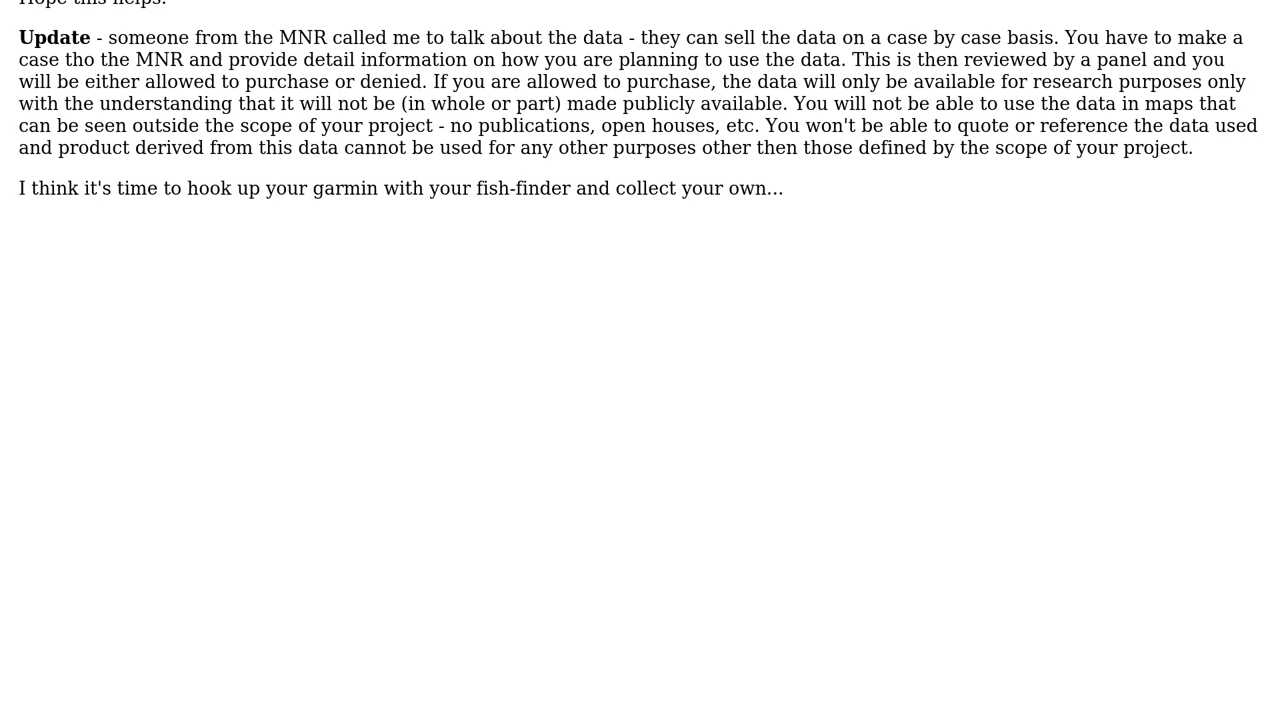 Hope this helps.
Update - someone from the MNR called me to talk about the data - they can sell the data on a case by case basis. You have to make a
case tho the MNR and provide detail information on how you are planning to use the data. This is then reviewed by a panel and you
will be either allowed to purchase or denied. If you are allowed to purchase, the data will only be available for research purposes only
with the understanding that it will not be (in whole or part) made publicly available. You will not be able to use the data in maps that
can be seen outside the scope of your project - no publications, open houses, etc. You won't be able to quote or reference the data used
and product derived from this data cannot be used for any other purposes other then those defined by the scope of your project.
I think it's time to hook up your garmin with your fish-finder and collect your own...